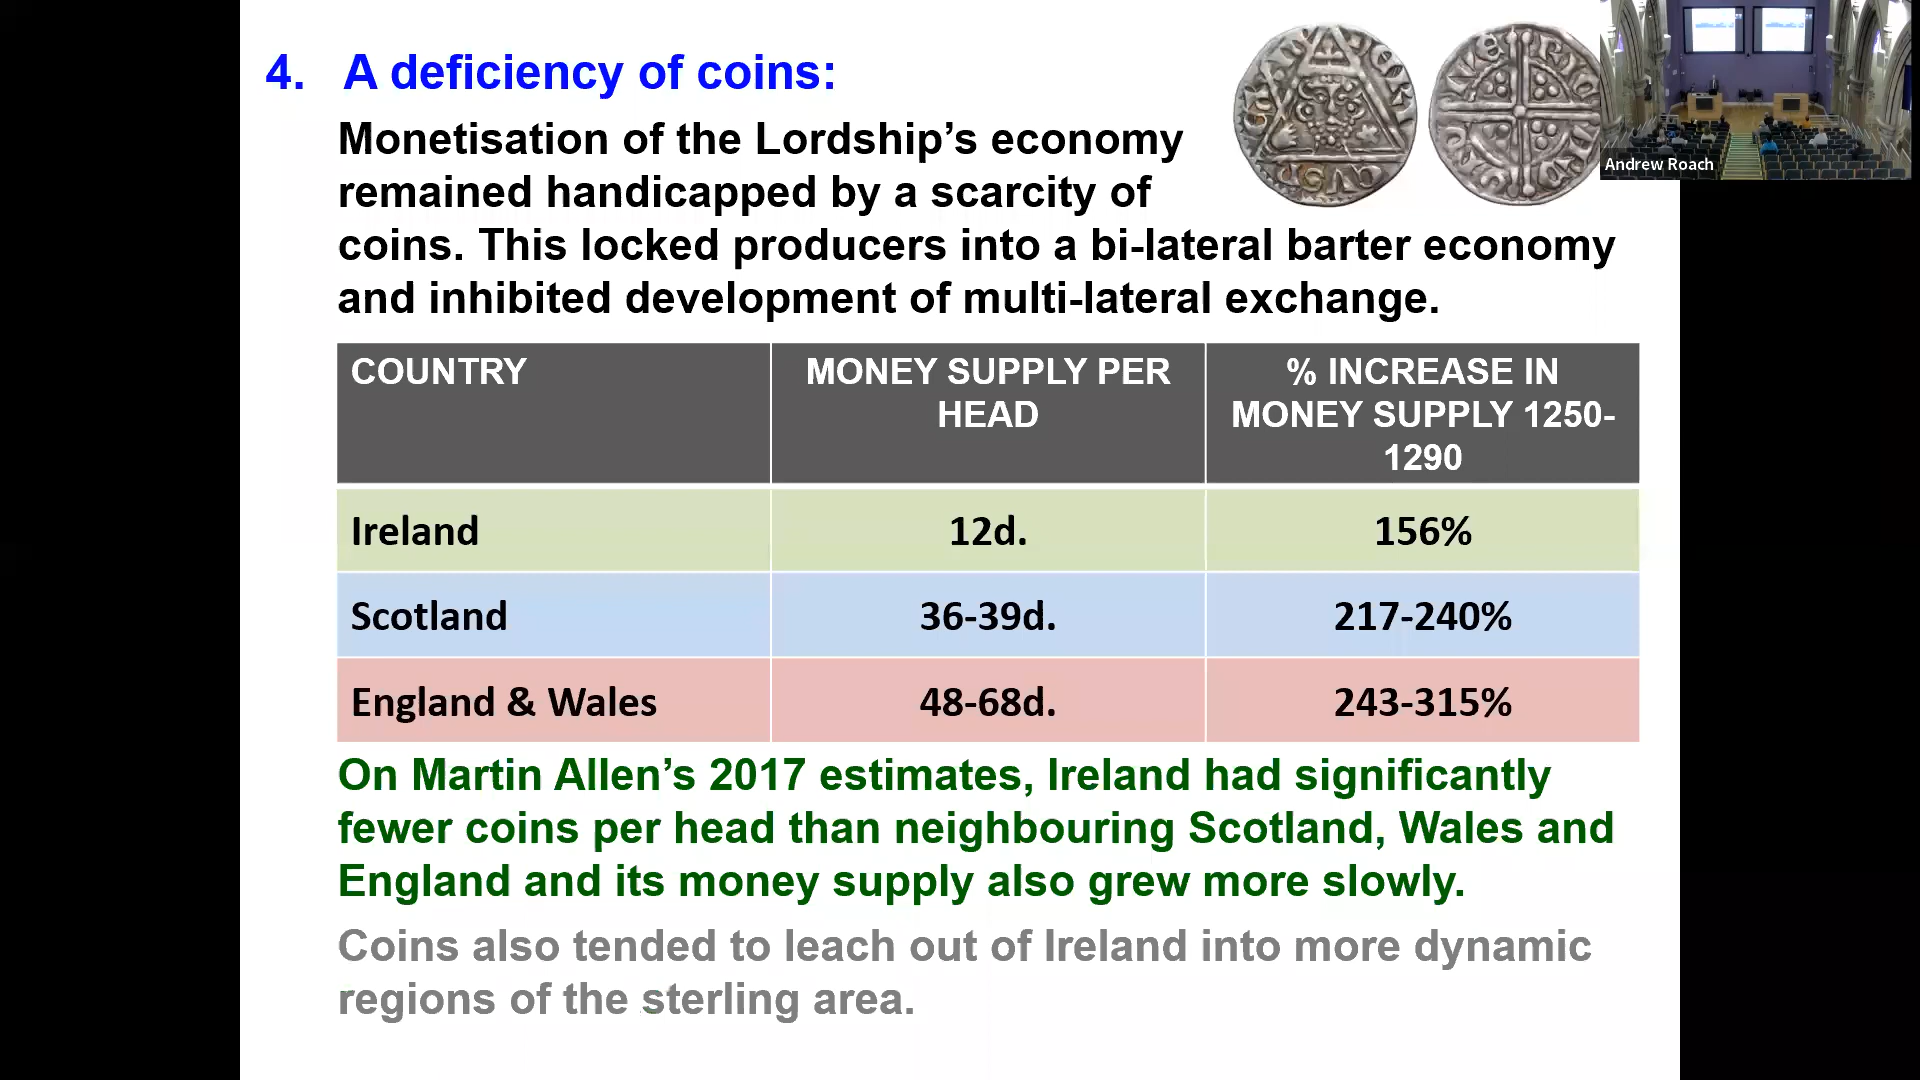 4. A deficiency of coins:
Monetisation of the Lordship’s economy
remained handicapped by a scarcity of
coins. This locked producers into a bi-lateral barter economy
and inhibited development of multi-lateral exchange.
Andrew Roach
COUNTRY
MONEY SUPPLY PER
HEAD
% INCREASE IN
MONEY SUPPLY 1250-
1290
Ireland 12d. 156%
Scotland 36-39d. 217-240%
England & Wales 48-68d. 243-315%
On Martin Allen’s 2017 estimates, Ireland had significantly
fewer coins per head than neighbouring Scotland, Wales and
England and its money supply also grew more slowly.
Coins also tended to leach out of Ireland into more dynamic
regions of the sterling area.